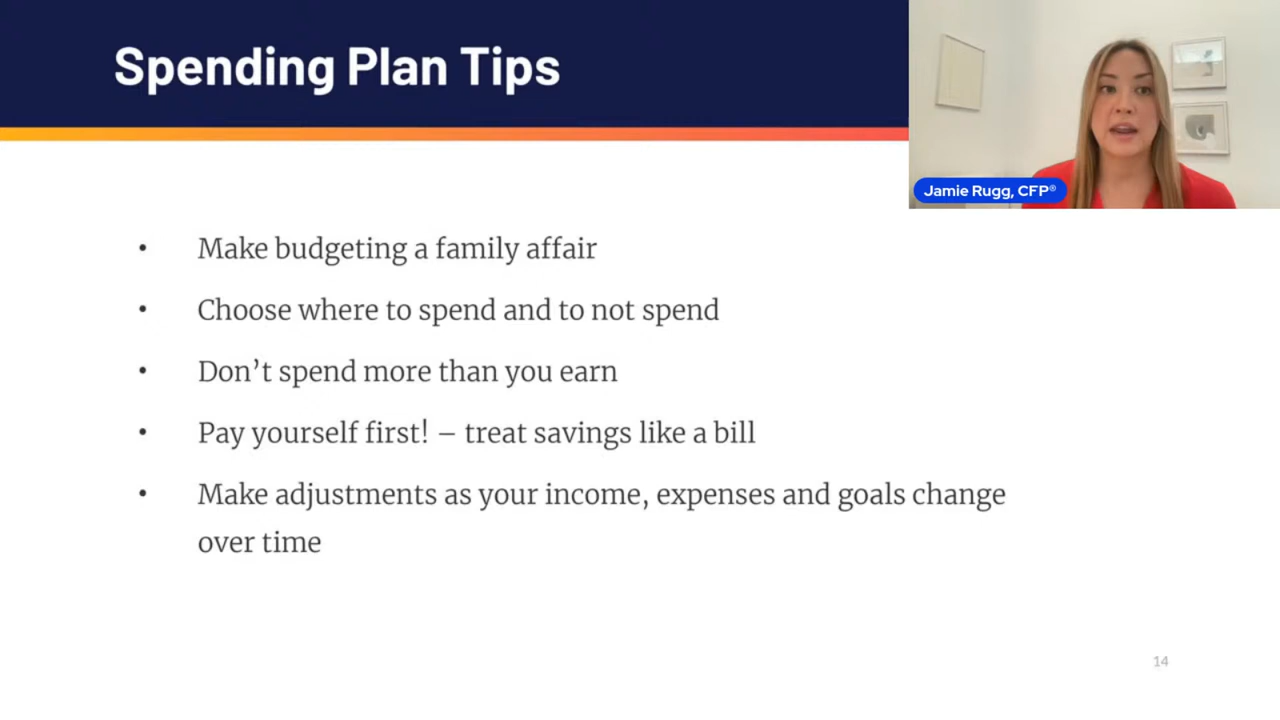 Spending Plan Tips
Jamie Rugg, CFP®
• Make budgeting a family affair
• Choose where to spend and to not spend
• Don’t spend more than you earn
• Pay yourself first! – treat savings like a bill
• Make adjustments as your income, expenses and goals change
over time
14